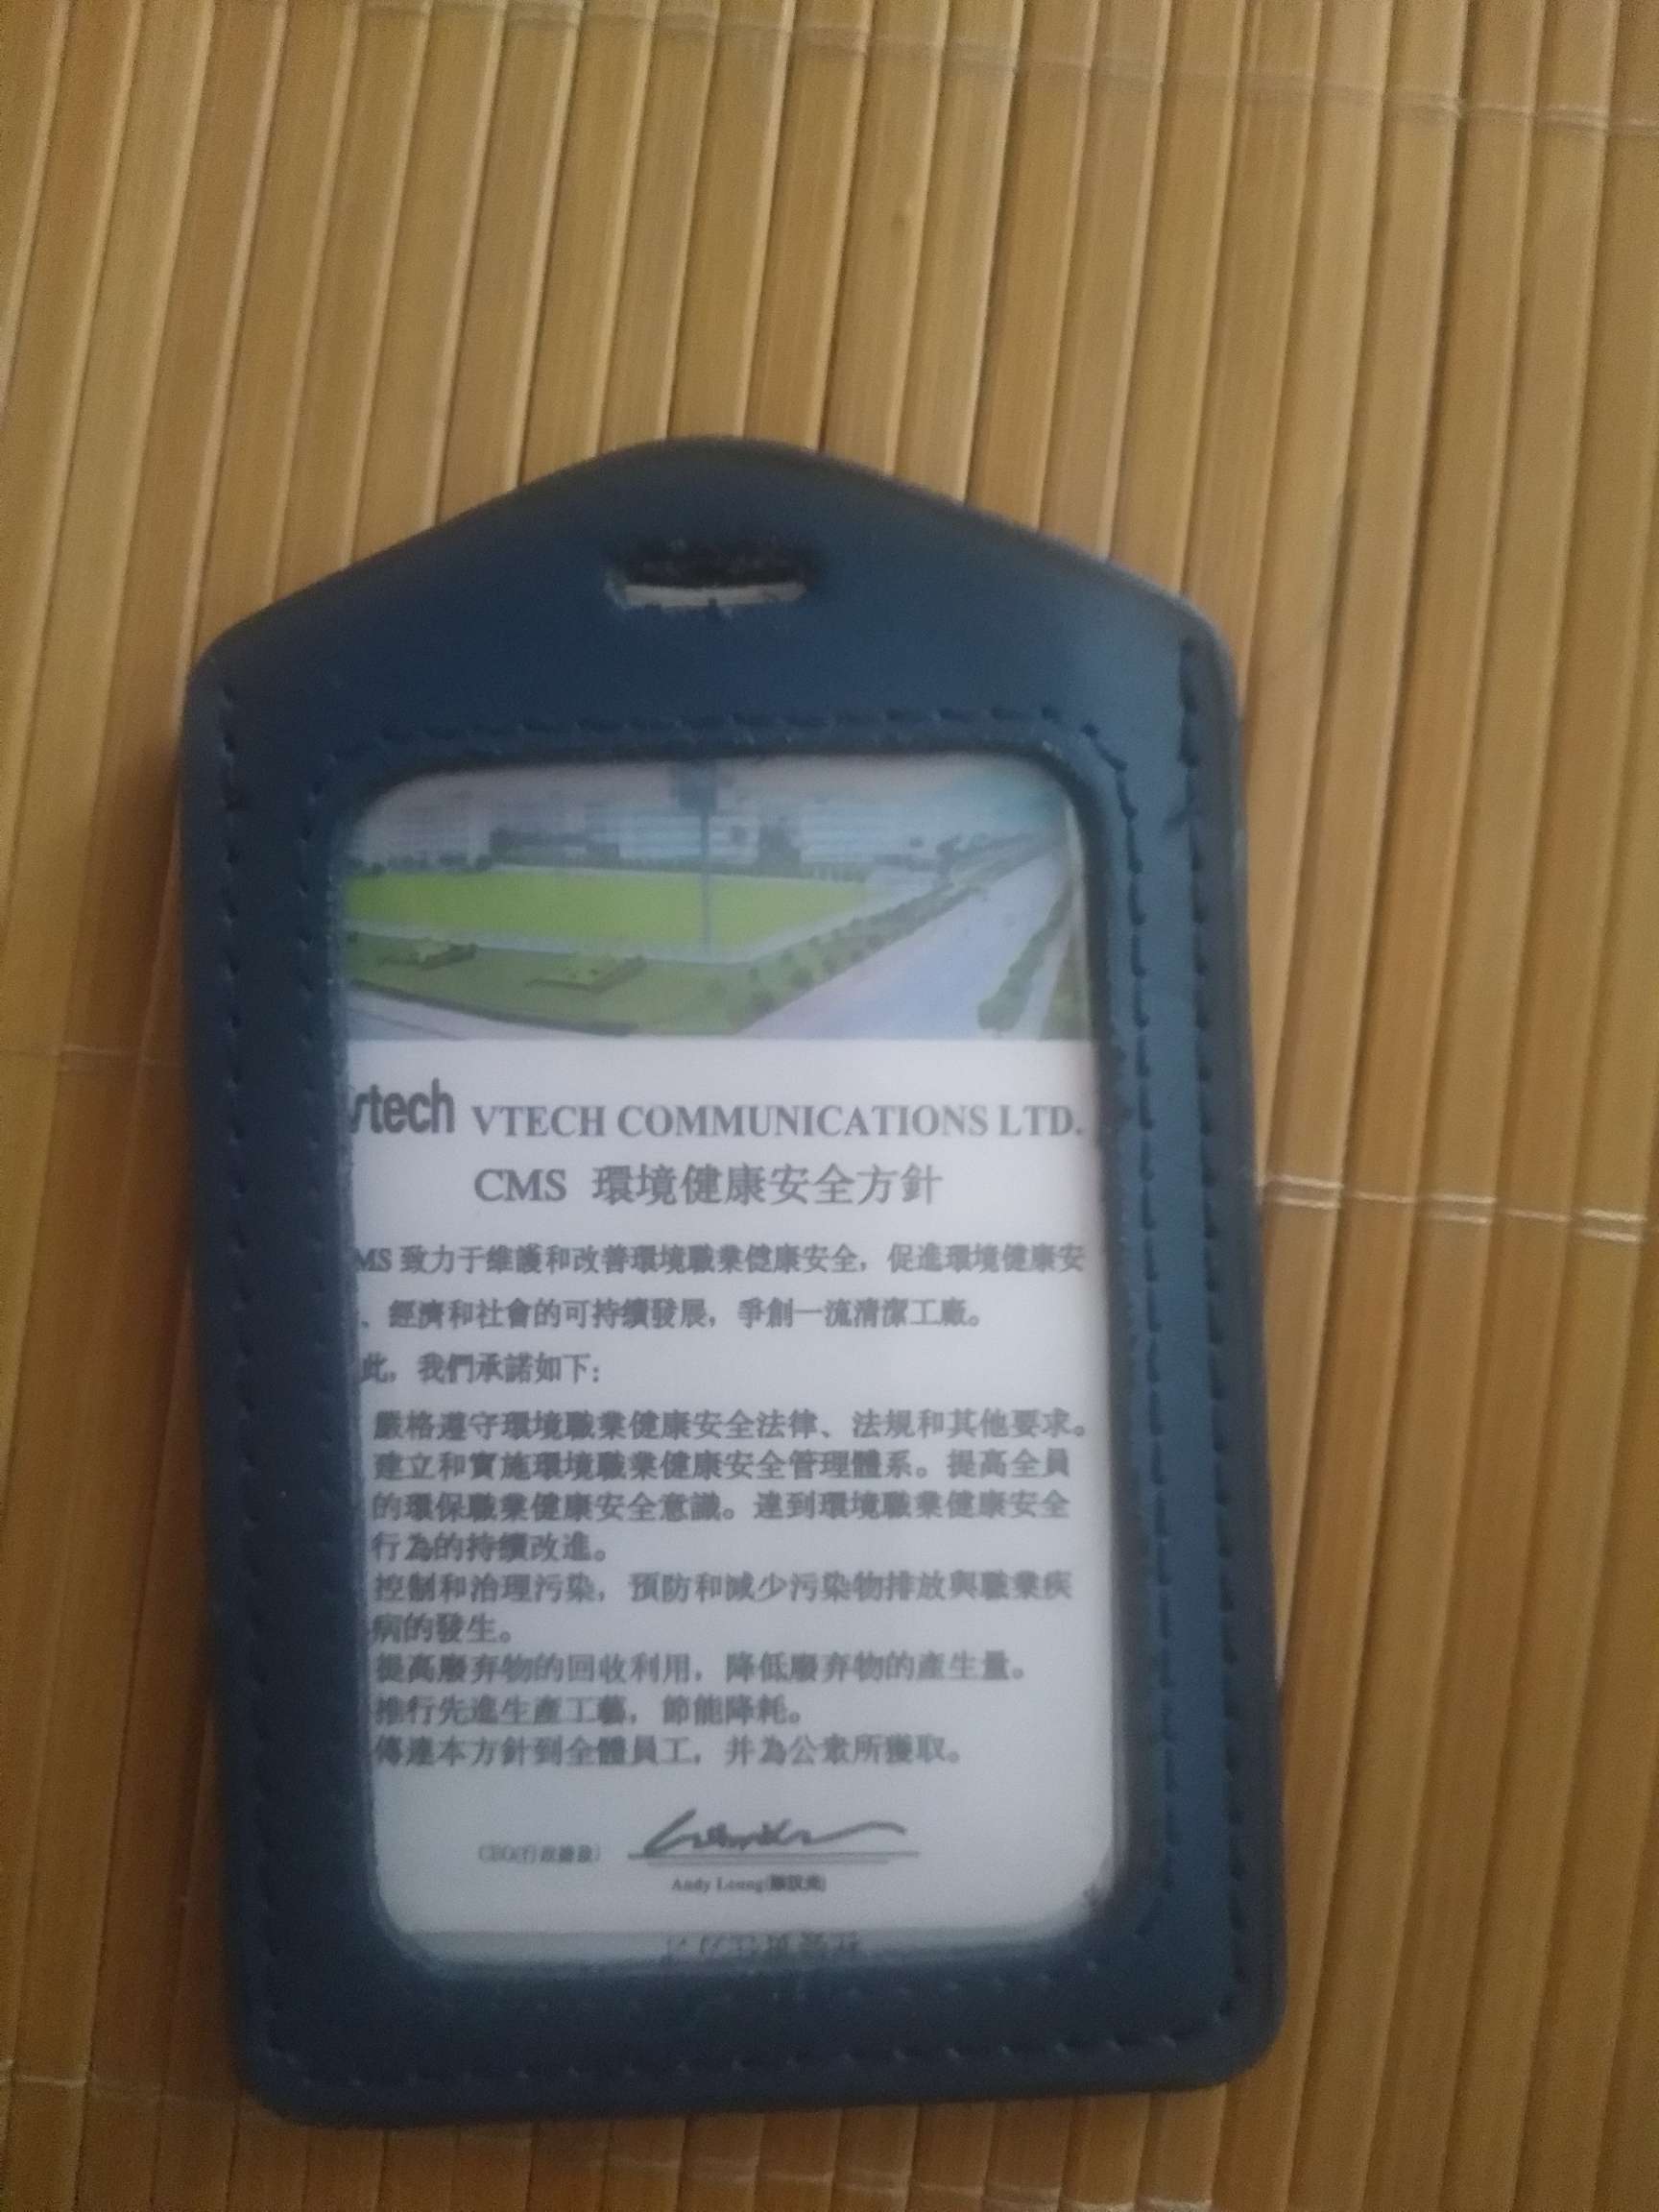 vtech VTECH COMMUNICATIONS LTD.
CMS 環境健康安全方針
MS 致力于維護和改善環境職業健康安全，促進環境健康安
、經濟和社會的可持續發展，爭創一流清潔工廠。
此，我們承諾如下：
嚴格遵守環境職業健康安全法律、法規和其他要求。
建立和實施環境職業健康安全管理體系。提高全員
的環保職業健康安全意識。達到環境職業健康安全
行為的持續改進。
控制和治理污染，預防和減少污染物排放與職業疾
病的發生。
提高廢弃物的回收利用，降低廢弃物的產生量。
推行先進生產工藝，節能降耗。
傳達本方針到全體員工，并為公衆所獲取。
CEO(行政總裁)
Andy Leung